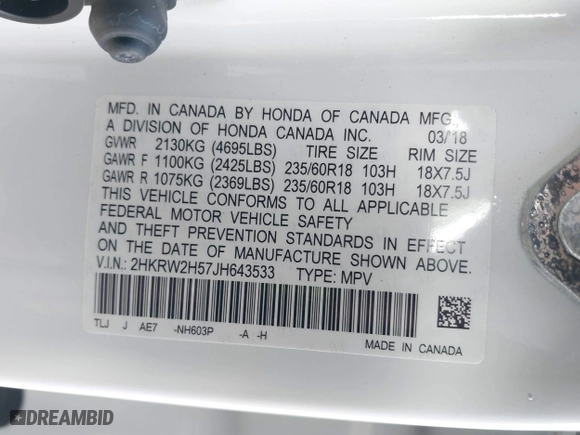 MFD. IN CANADA BY HONDA OF CANADA MFG.,
A DIVISION OF HONDA CANADA INC. 03/18
GVWR 2130KG (4695LBS) TIRE SIZE RIM SIZE
GAWR F 1100KG (2425LBS) 235/60R18 103H 18X7.5J
GAWR R 1075KG (2369LBS) 235/60R18 103H 18X7.5J
THIS VEHICLE CONFORMS TO ALL APPLICABLE
FEDERAL MOTOR VEHICLE SAFETY
AND THEFT PREVENTION STANDARDS IN EFFECT
ON THE DATE OF MANUFACTURE SHOWN ABOVE.
V.I.N.: 2HKRW2H57JH643533 TYPE: MPV
TLJ J AE7 -NH603P -A -H
MADE IN CANADA
DREAMBID